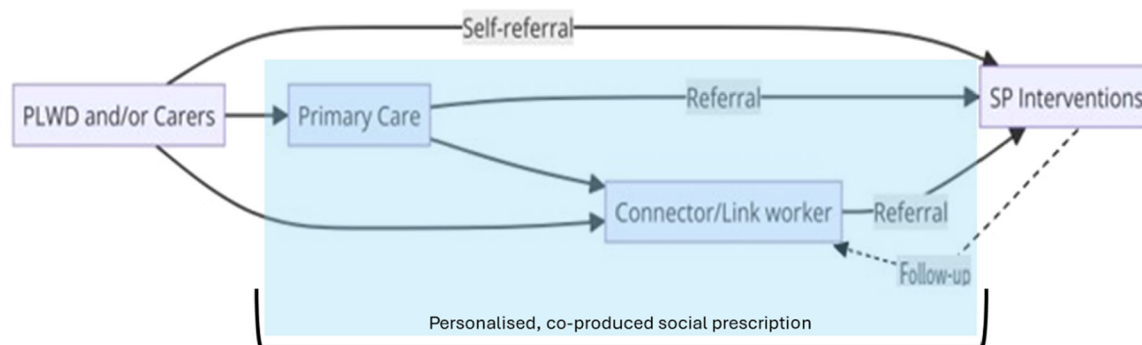 Self-referral
PLWD and/or Carers
Primary Care
Referral
SP Interventions
Connector/Link worker
Referral
Follow-up
Personalised, co-produced social prescription